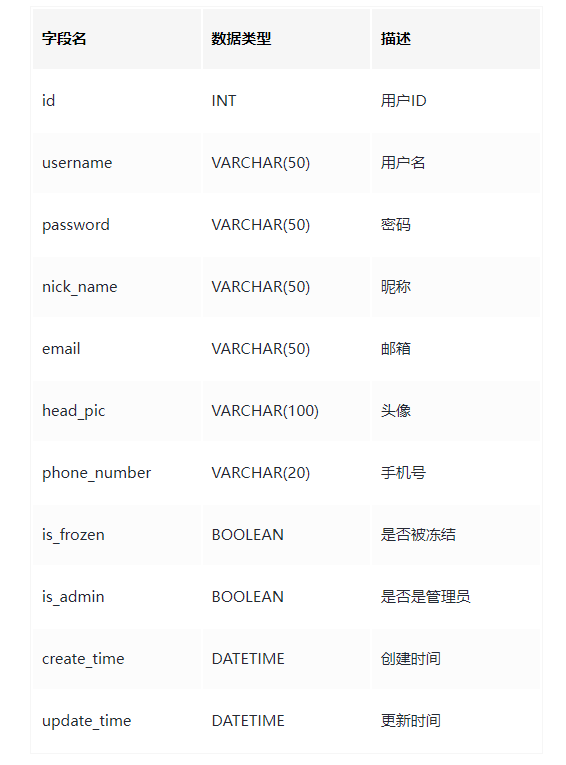 字段名 数据类型 描述
id INT 用户ID
username VARCHAR(50) 用户名
password VARCHAR(50) 密码
nick_name VARCHAR(50) 昵称
email VARCHAR(50) 邮箱
head_pic VARCHAR(100) 头像
phone_number VARCHAR(20) 手机号
is_frozen BOOLEAN 是否被冻结
is_admin BOOLEAN 是否是管理员
create_time DATETIME 创建时间
update_time DATETIME 更新时间